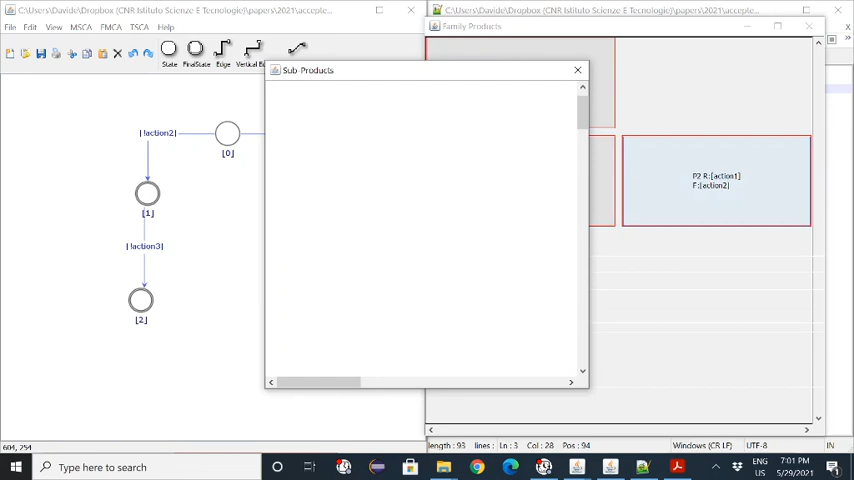 C:\Users\Davide\Dropbox (CNR Istituto Scienze E Tecnologie)\papers\2021\accepte...
File Edit View MSCA FMCA TSCA Help
State FinalState Edge Vertical Ed
[!action2]
[0]
[1]
[!action3]
[2]
604, 254
Sub-Products
C:\Users\Davide\Dropbox (CNR Istituto Scienze E Tecnologie)\papers\2021\accepte...
Family Products
P2 R:[action1]
F:[action2]
length : 93 lines : Ln : 3 Col : 28 Pos : 94 Windows (CR LF) UTF-8 IN
Type here to search
ENG
US
7:01 PM
5/29/2021
1